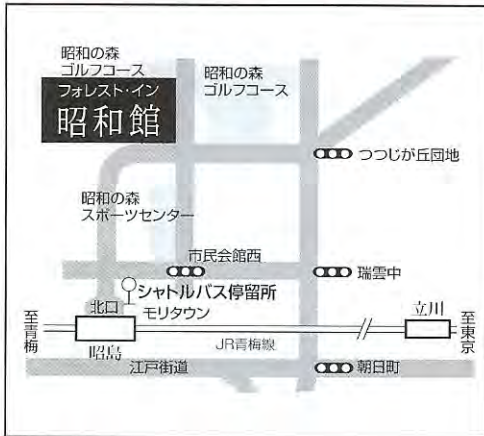 昭和の森
ゴルフコース
昭和の森
ゴルフコース
フォレスト・イン
昭和館
つつじが丘団地
昭和の森
スポーツセンター
市民会館西
瑞雲中
シャトルバス停留所
モリタウン
北口
立川
至青梅
至東京
昭島
JR青梅線
江戸街道
朝日町